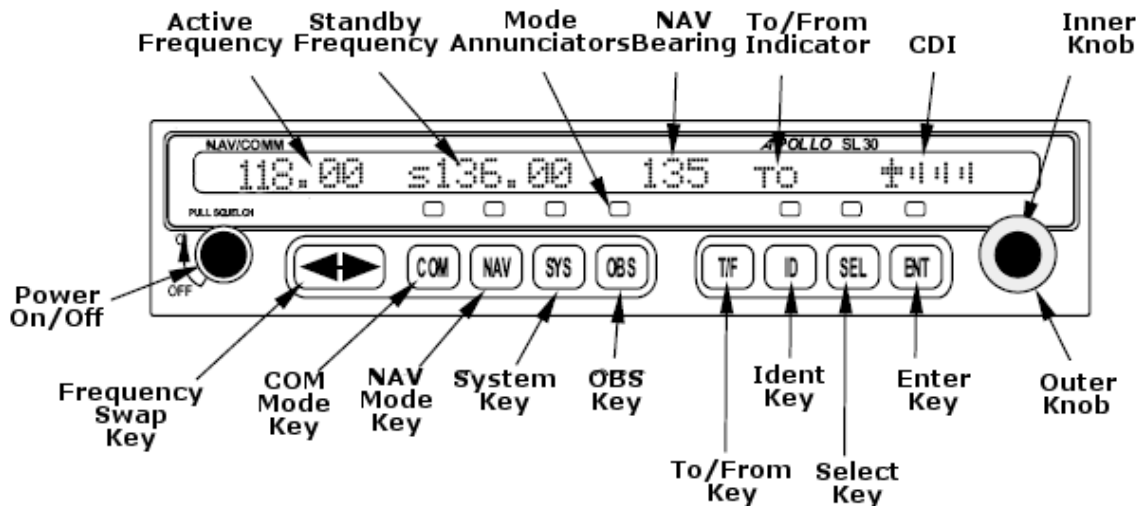 Active
Frequency
Standby
Frequency
Mode
Annunciators
NAV
Bearing
To/From
Indicator
CDI
Inner
Knob
NAV/COMM
APOLLO SL30
118.00 s136.00 135 TO
PULL SQUELCH
OFF
COM NAV SYS OBS T/F ID SEL ENT
Power
On/Off
Frequency
Swap
Key
COM
Mode
Key
NAV
Mode
Key
System
Key
OBS
Key
To/From
Key
Ident
Key
Select
Key
Enter
Key
Outer
Knob